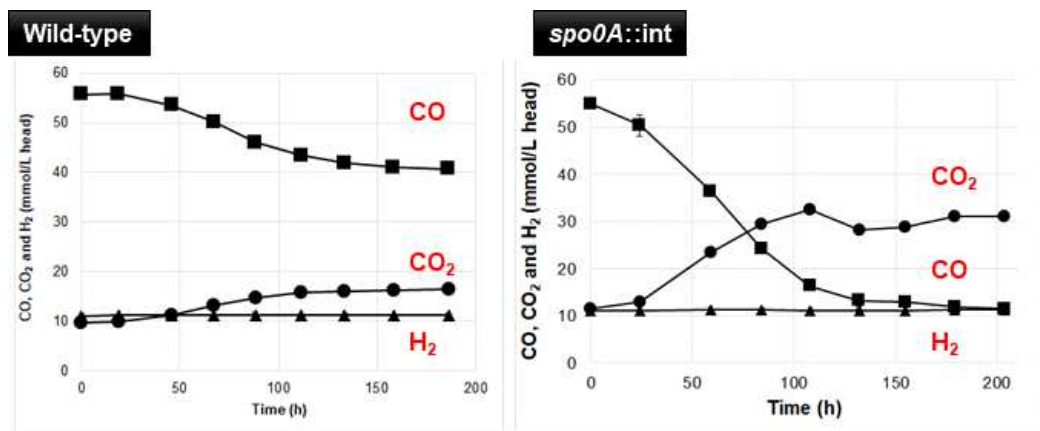 Wild-type
spo0A::int
CO, CO₂ and H₂ (mmol/L head)
60
50
40
30
20
10
0
CO
CO₂
H₂
0
50
100
150
200
Time (h)
CO, CO₂ and H₂ (mmol/L head)
60
50
40
30
20
10
0
CO₂
CO
H₂
0
50
100
150
200
Time (h)